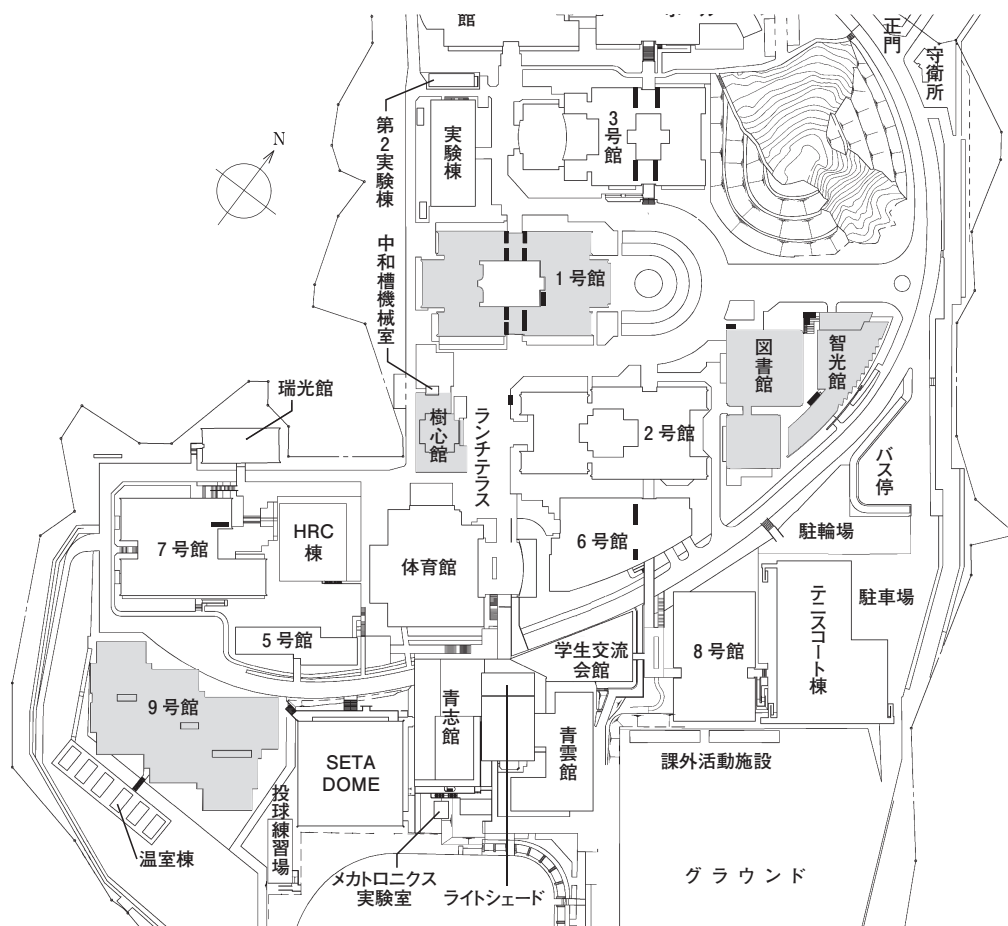 館
正門
守衛所
N
第2実験棟
実験棟
3号館
中和槽機械室
1号館
図書館
智光館
瑞光館
樹心館
ランチテラス
2号館
バス停
7号館
HRC
棟
体育館
6号館
駐輪場
駐車場
テニスコート棟
5号館
学生交流
会館
8号館
9号館
青志館
青雲館
SETA
DOME
課外活動施設
投球練習場
温室棟
メカトロニクス
実験室
ライトシェード
グラウンド